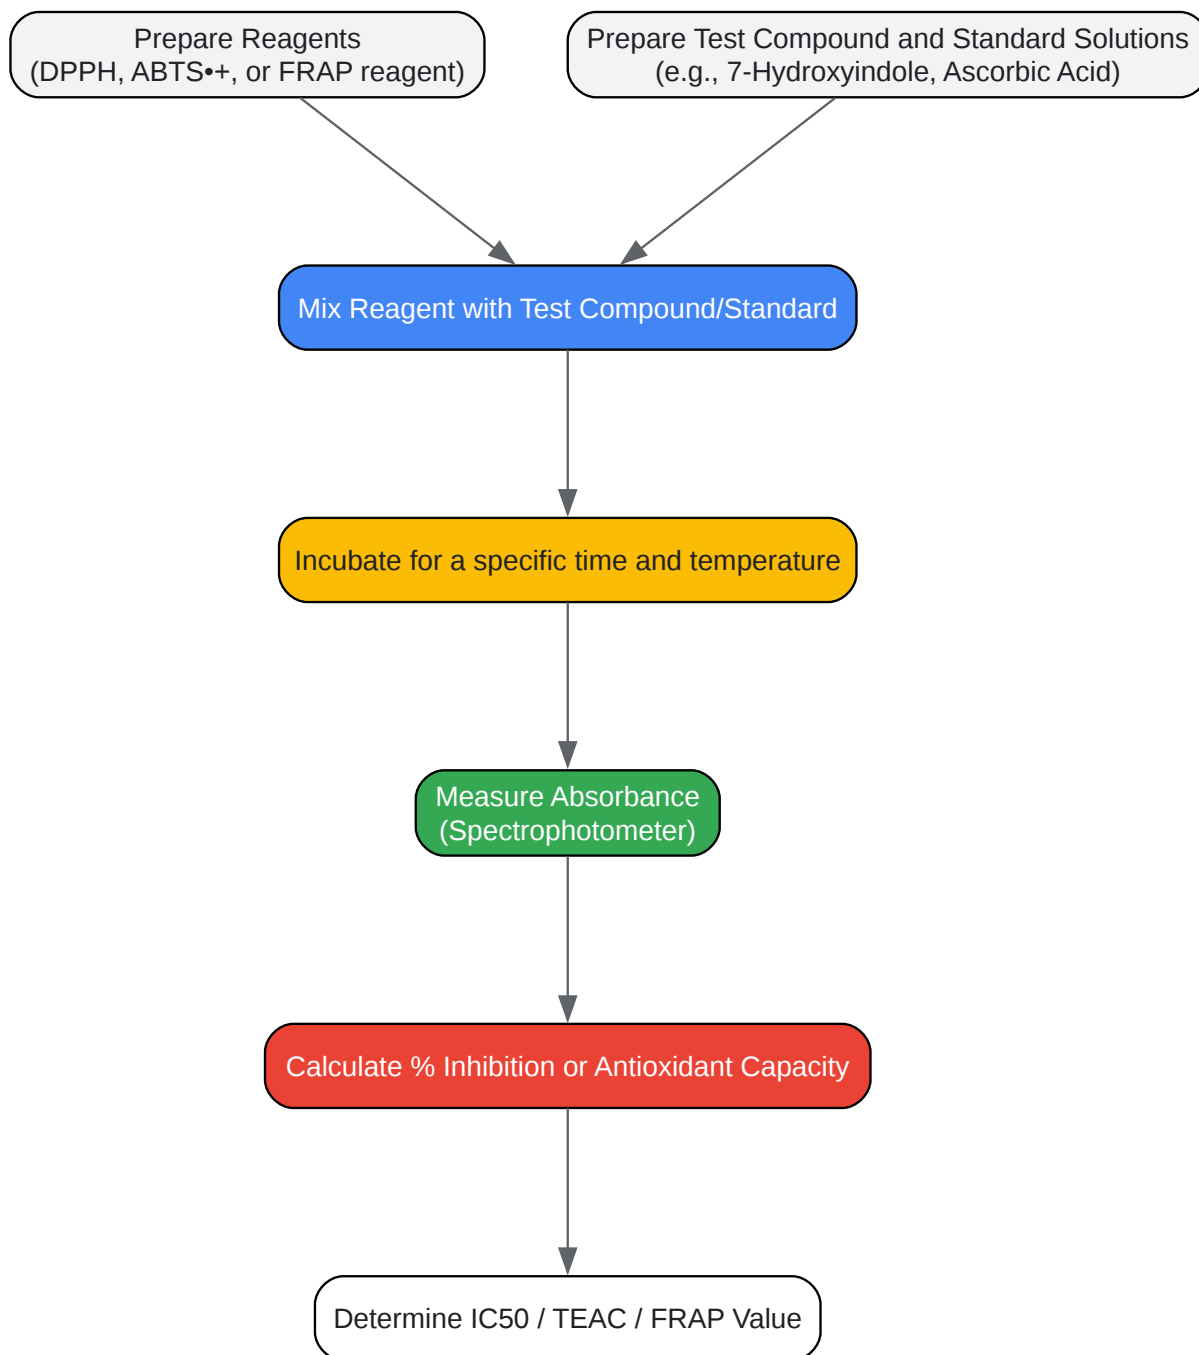 Prepare Reagents
(DPPH, ABTS•+, or FRAP reagent)
Prepare Test Compound and Standard Solutions
(e.g., 7-Hydroxyindole, Ascorbic Acid)
Mix Reagent with Test Compound/Standard
Incubate for a specific time and temperature
Measure Absorbance
(Spectrophotometer)
Calculate % Inhibition or Antioxidant Capacity
Determine IC50 / TEAC / FRAP Value